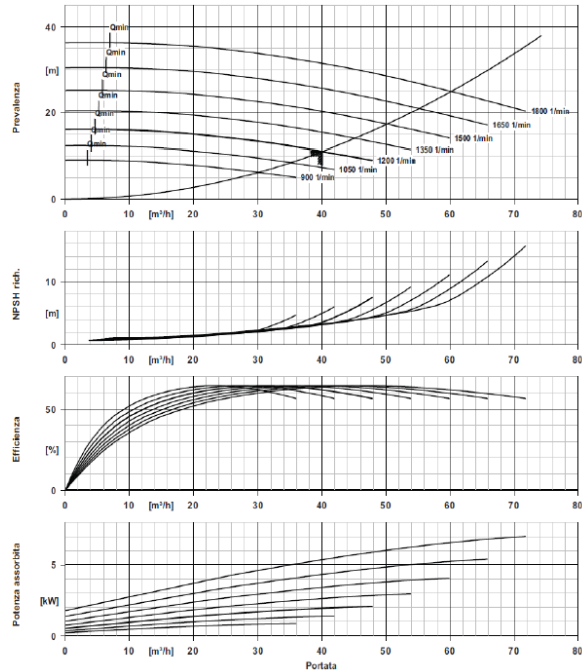 Prevalenza
[m]
40
20
0
Qmin
Qmin
Qmin
Qmin
Qmin
Qmin
1800 1/min
1650 1/min
1500 1/min
1350 1/min
1200 1/min
1050 1/min
900 1/min
0 10 [m³/h] 20 30 40 50 60 70 80
NPSH rich.
[m]
10
0
0 10 [m³/h] 20 30 40 50 60 70 80
Efficienza
[%]
50
0
0 10 [m³/h] 20 30 40 50 60 70 80
Potenza assorbita
[kW]
5
0
0 10 [m³/h] 20 30 40 50 60 70 80
Portata